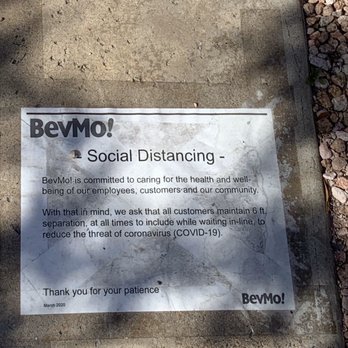 BevMo!
- Social Distancing -
BevMo! is committed to caring for the health and well-
being of our employees, customers and our community.
With that in mind, we ask that all customers maintain 6 ft.
separation, at all times to include while waiting in-line, to
reduce the threat of coronavirus (COVID-19).
Thank you for your patience
March 2020
BevMo!